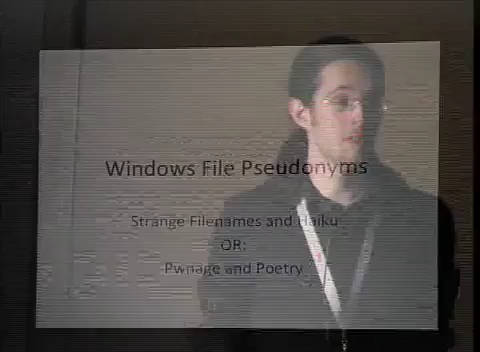 Windows File Pseudonyms
Strange Filenames and Haiku
OR:
Pwnage and Poetry